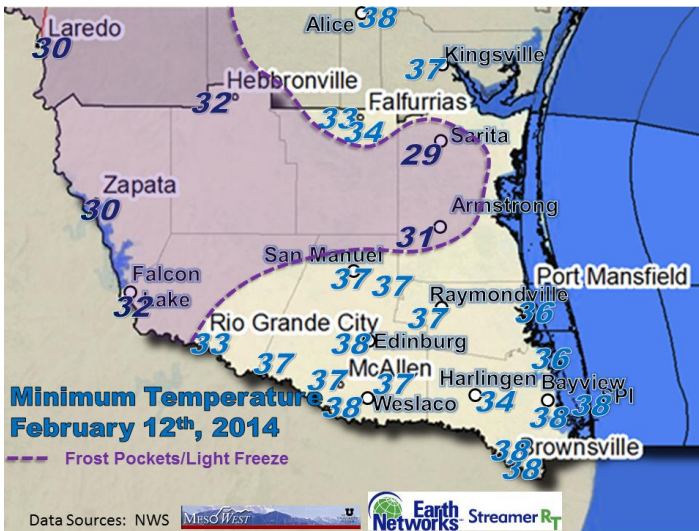 Laredo
30
Alice
38
Kingsville
37
Hebbronville
32
Falfurrias
33
34
Sarita
29
Zapata
30
Armstrong
31
San Manuel
37
37
Falcon
Lake
32
Port Mansfield
36
Raymondville
37
Rio Grande City
33
38
Edinburg
36
37
McAllen
37
37
Harlingen
34
Bayview
38
38
PI
Weslaco
38
Brownsville
38
38
Minimum Temperature
February 12th, 2014
Frost Pockets/Light Freeze
Data Sources: NWS
MESOWEST
Earth
Networks
Streamer RT